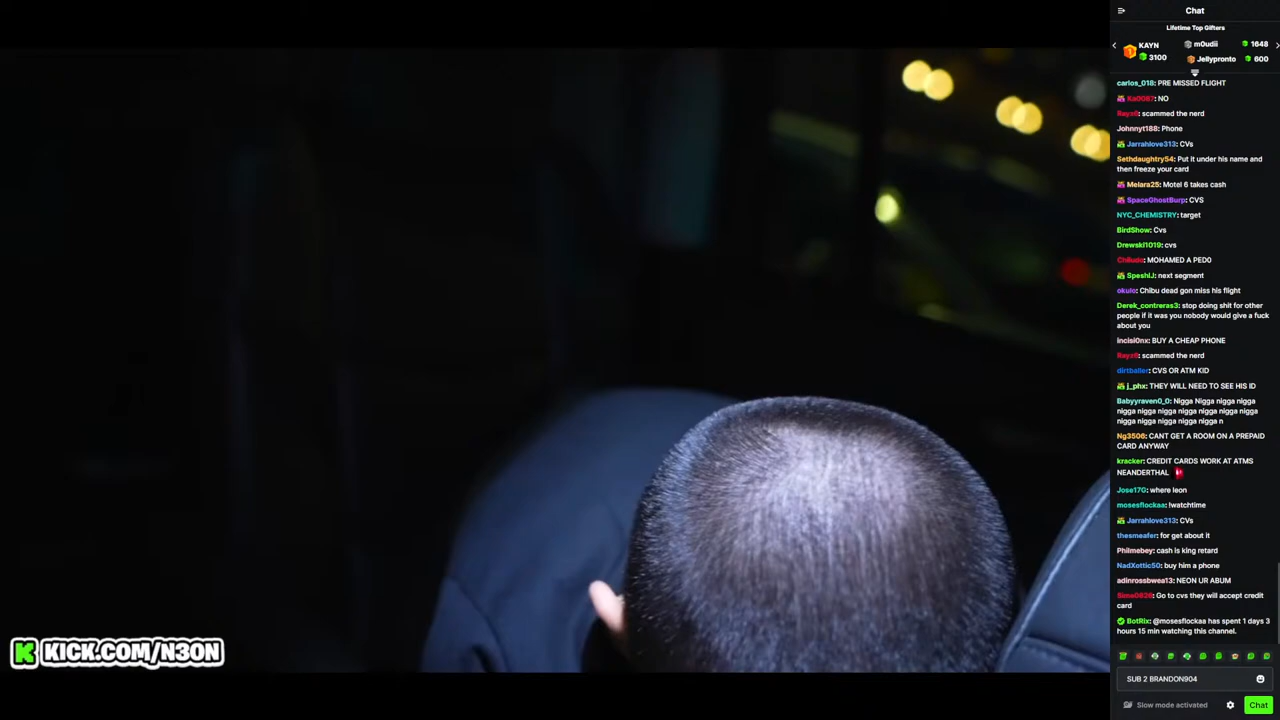 Chat
Lifetime Top Gifters
KAYN
3100
m0udii 1648
Jellypronto 600
carlos_018: PRE MISSED FLIGHT
NO
scammed the nerd
Johnnyt188: Phone
Jarrahlove313: CVs
Sethdaughtry54: Put it under his name and
then freeze your card
Melara25: Motel 6 takes cash
SpaceGhostBurp: CVS
NYC_CHEMISTRY: target
BirdShow: Cvs
Drewski1019: cvs
MOHAMED A PED0
SpeshlJ: next segment
okulc: Chibu dead gon miss his flight
Derek_contreras3: stop doing shit for other
people if it was you nobody would give a fuck
about you
incisi0nx: BUY A CHEAP PHONE
scammed the nerd
dirtballer: CVS OR ATM KID
j_phx: THEY WILL NEED TO SEE HIS ID
Babyyraven0_0: Nigga Nigga nigga nigga
nigga nigga nigga nigga nigga nigga nigga
nigga nigga nigga nigga nigga n
Ng3506: CANT GET A ROOM ON A PREPAID
CARD ANYWAY
kracker: CREDIT CARDS WORK AT ATMS
NEANDERTHAL
Jose17G: where leon
mosesflockaa: !watchtime
Jarrahlove313: CVs
thesmeafer: for get about it
Philmebey: cash is king retard
NadXottic50: buy him a phone
adinrossbwea13: NEON UR ABUM
Go to cvs they will accept credit
card
BotRix: @mosesflockaa has spent 1 days 3
hours 15 min watching this channel.
SUB 2 BRANDON904
Slow mode activated
Chat
KICK.COM/N3ON